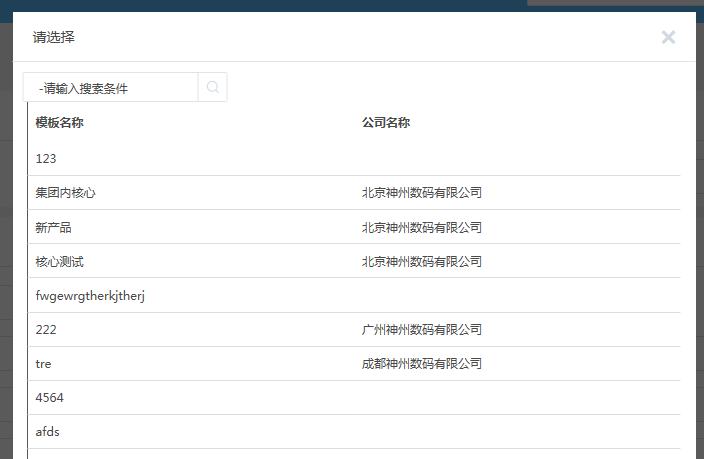 请选择
-请输入搜索条件
模板名称 公司名称
123
集团内核心 北京神州数码有限公司
新产品 北京神州数码有限公司
核心测试 北京神州数码有限公司
fwgewrgtherkjtherj
222 广州神州数码有限公司
tre 成都神州数码有限公司
4564
afds